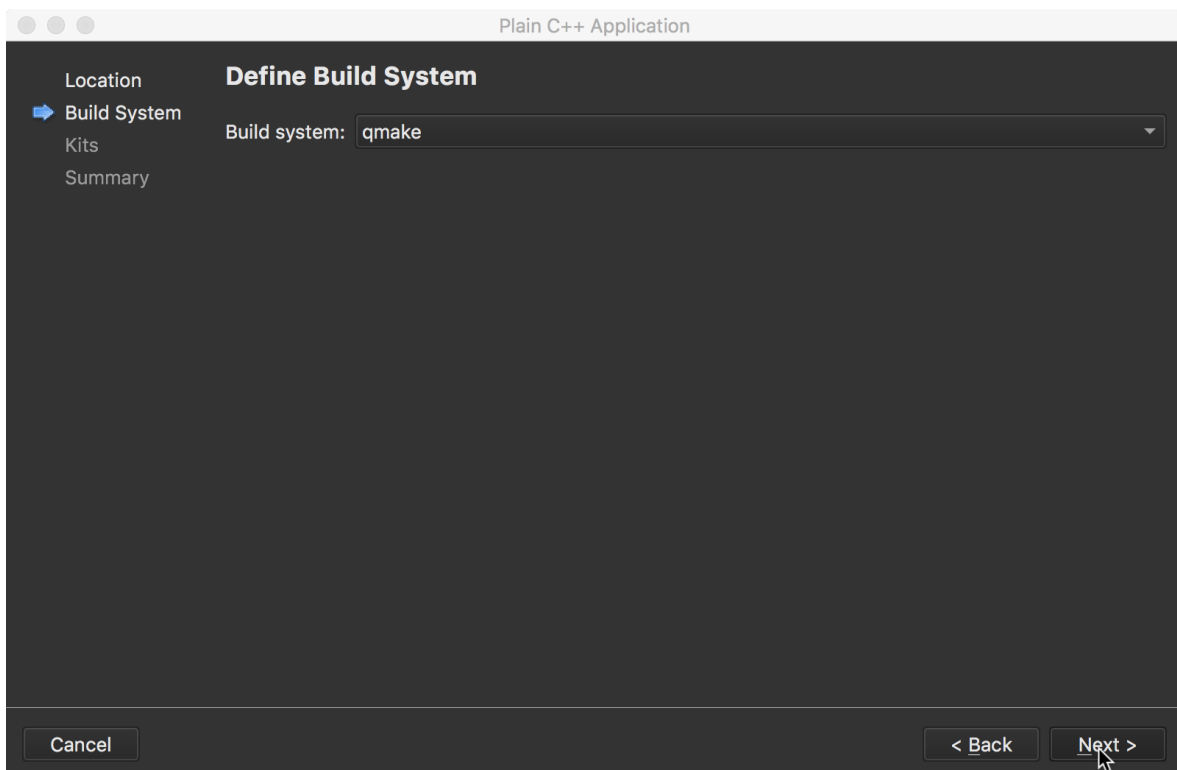 Plain C++ Application
Location
Build System
Kits
Summary
Define Build System
Build system: qmake
Cancel
< Back
Next >